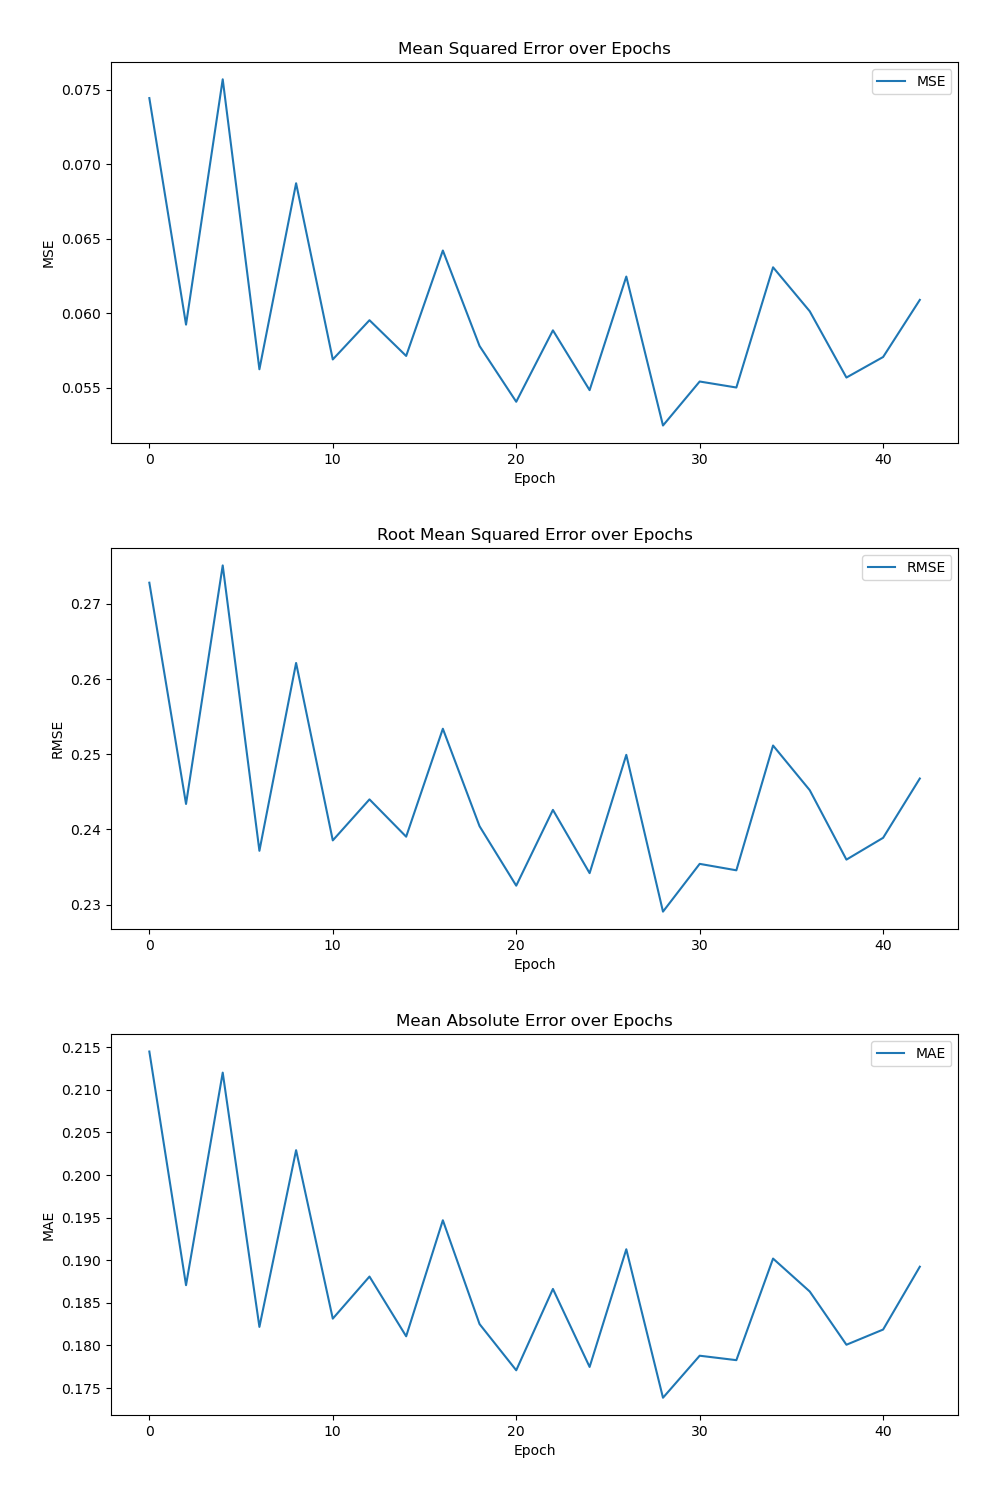 Mean Squared Error over Epochs
MSE
0.075
0.070
0.065
0.060
0.055
MSE
0 10 20 30 40
Epoch
Root Mean Squared Error over Epochs
RMSE
0.27
0.26
0.25
0.24
0.23
RMSE
0 10 20 30 40
Epoch
Mean Absolute Error over Epochs
MAE
0.215
0.210
0.205
0.200
0.195
0.190
0.185
0.180
0.175
MAE
0 10 20 30 40
Epoch